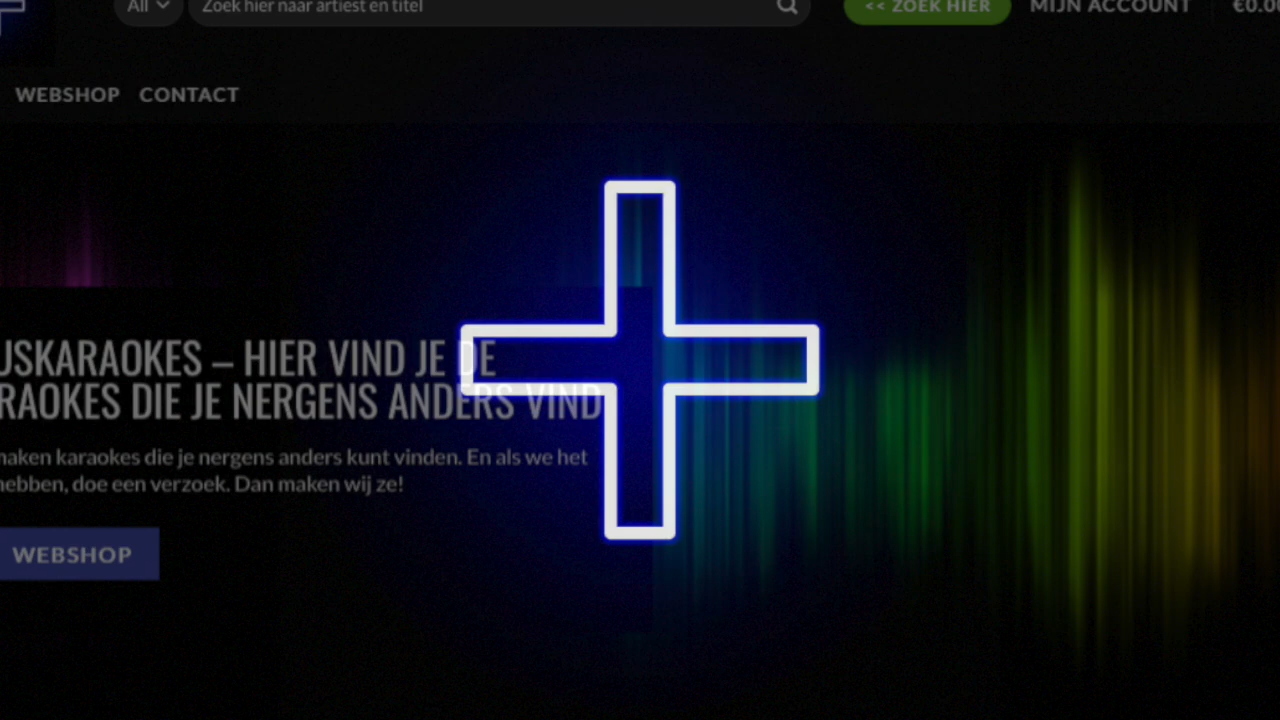 All
Zoek hier naar artiest en titel
<< ZOEK HIER
MIJN ACCOUNT
€0.00
WEBSHOP
CONTACT
USKARAOKES – HIER VIND JE DE
RAOKES DIE JE NERGENS ANDERS VIND
maken karaokes die je nergens anders kunt vinden. En als we het
hebben, doe een verzoek. Dan maken wij ze!
WEBSHOP